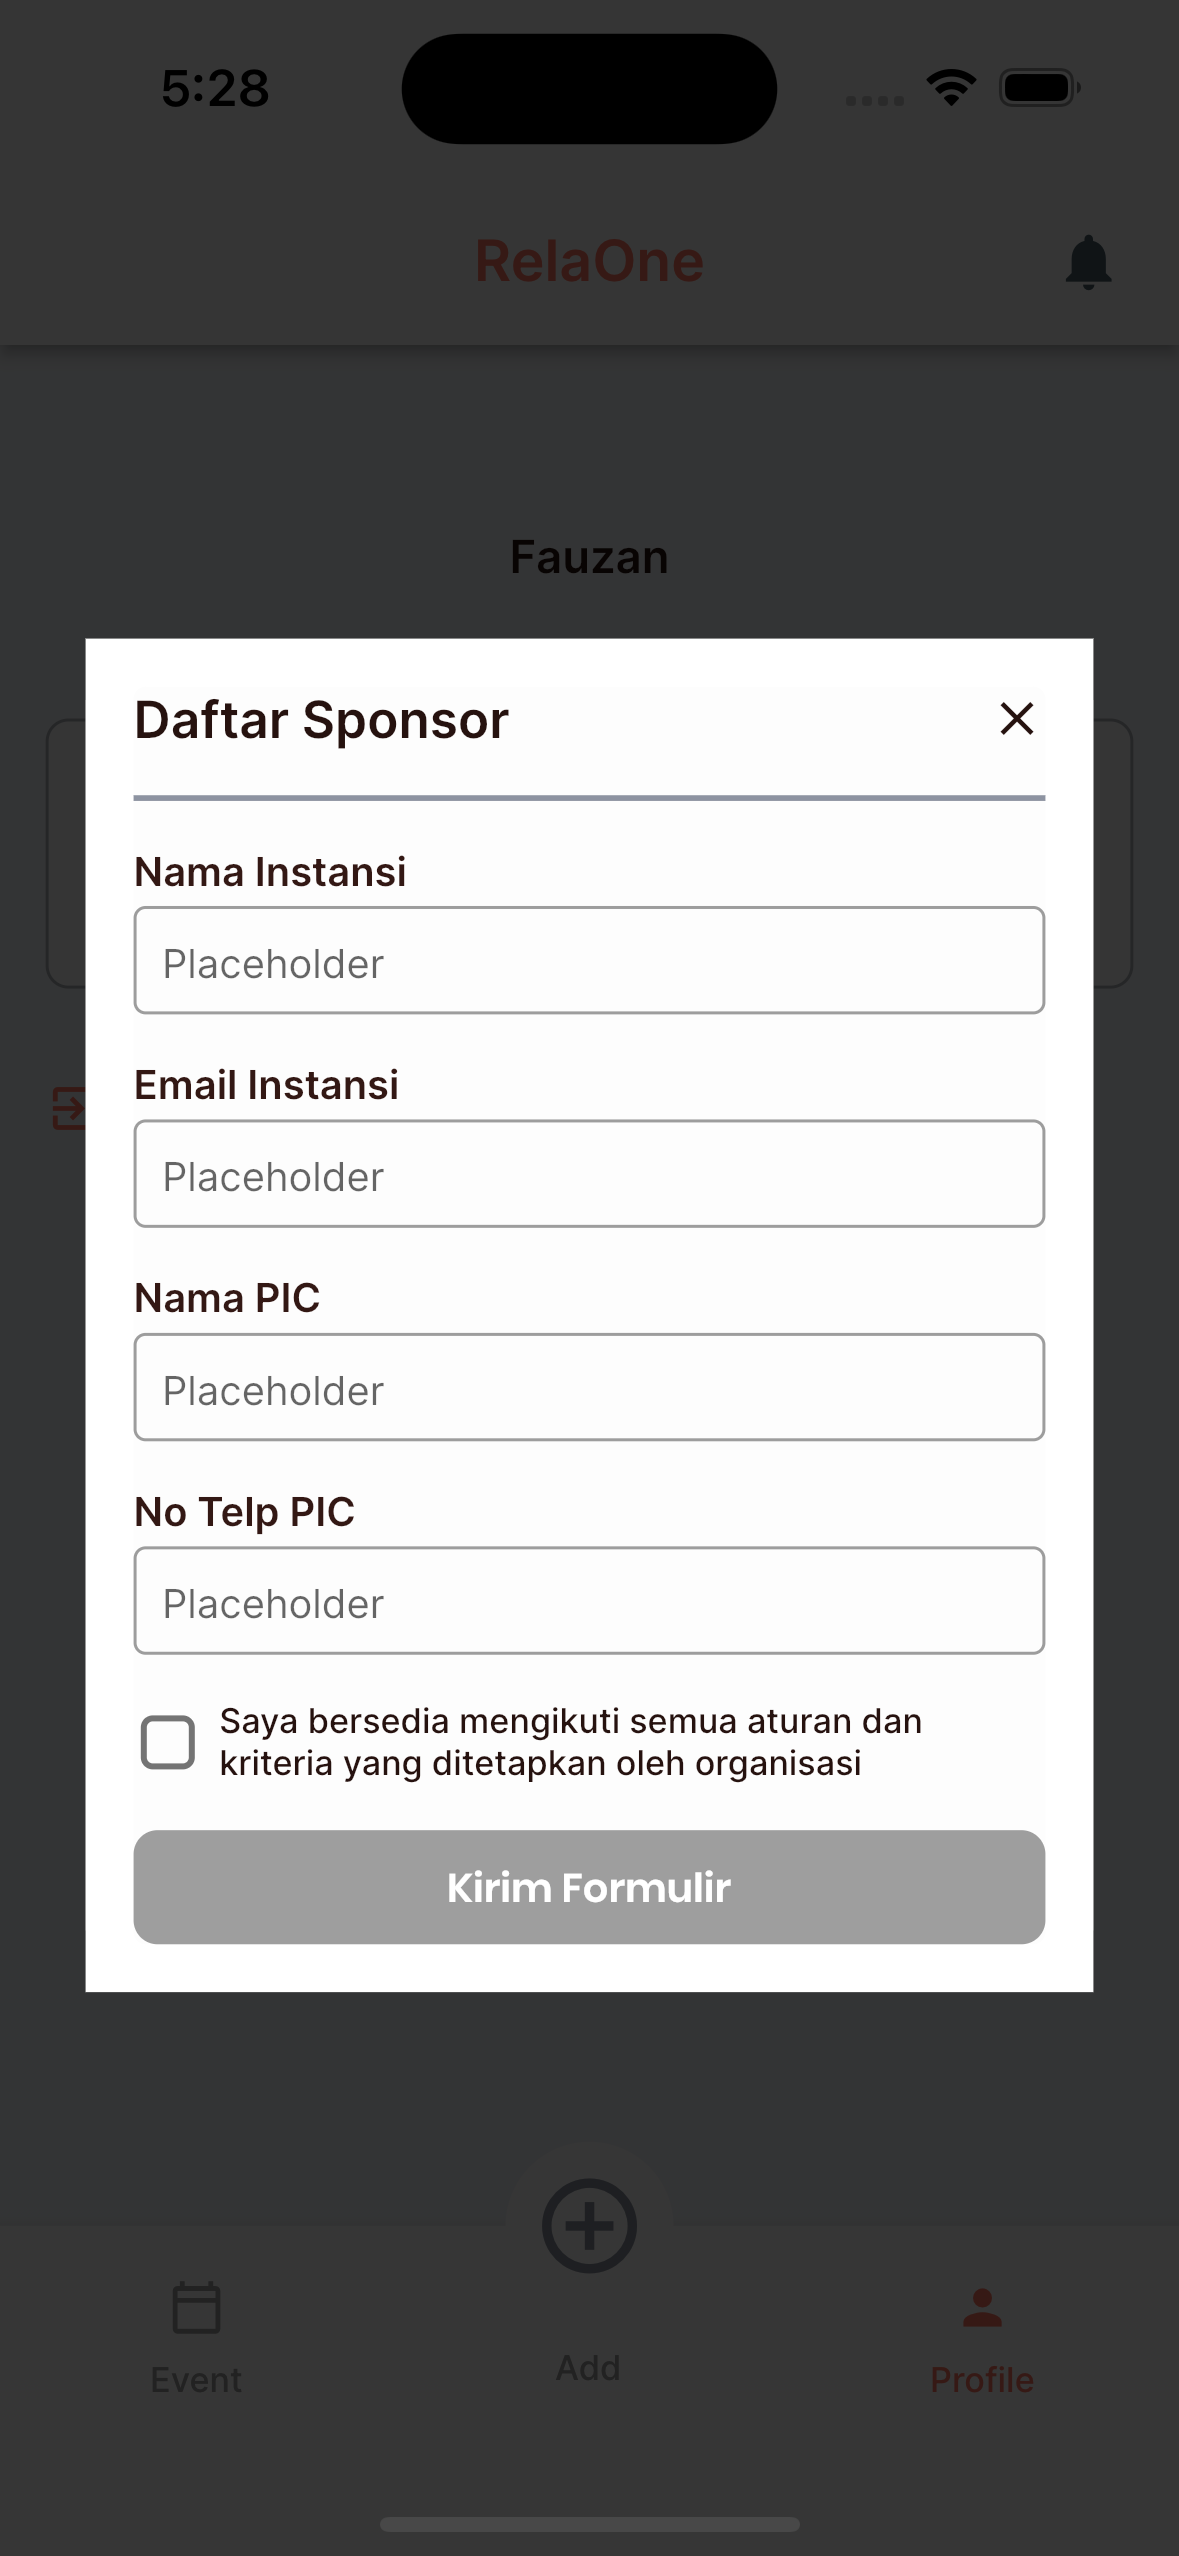 5:28
RelaOne
Fauzan
Daftar Sponsor
Nama Instansi
Placeholder
Email Instansi
Placeholder
Nama PIC
Placeholder
No Telp PIC
Placeholder
Saya bersedia mengikuti semua aturan dan
kriteria yang ditetapkan oleh organisasi
Kirim Formulir
Event
Add
Profile